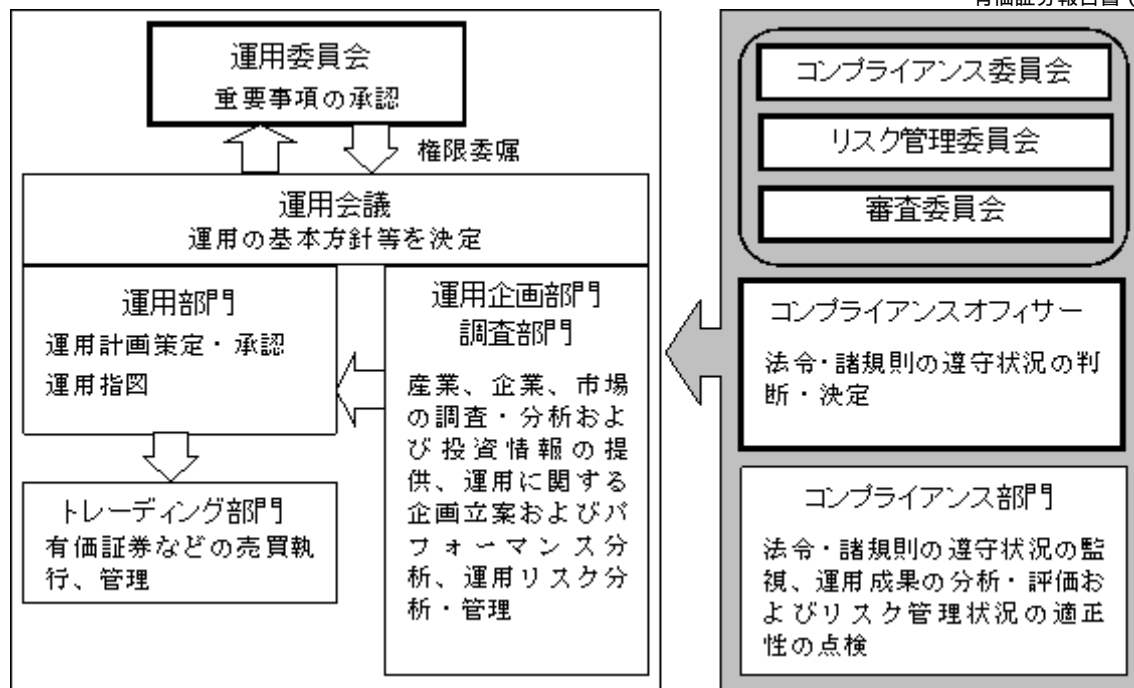 有価証券報告書（
運用委員会
重要事項の承認
権限委嘱
運用会議
運用の基本方針等を決定
運用部門
運用計画策定・承認
運用指図
運用企画部門
調査部門
産業、企業、市場
の調査・分析およ
び投資情報の提
供、運用に関する
企画立案およびパ
フォーマンス分
析、運用リスク分
析・管理
トレーディング部門
有価証券などの売買執
行、管理
コンプライアンス委員会
リスク管理委員会
審査委員会
コンプライアンスオフィサー
法令・諸規則の遵守状況の判
断・決定
コンプライアンス部門
法令・諸規則の遵守状況の監
視、運用成果の分析・評価お
よびリスク管理状況の適正
性の点検